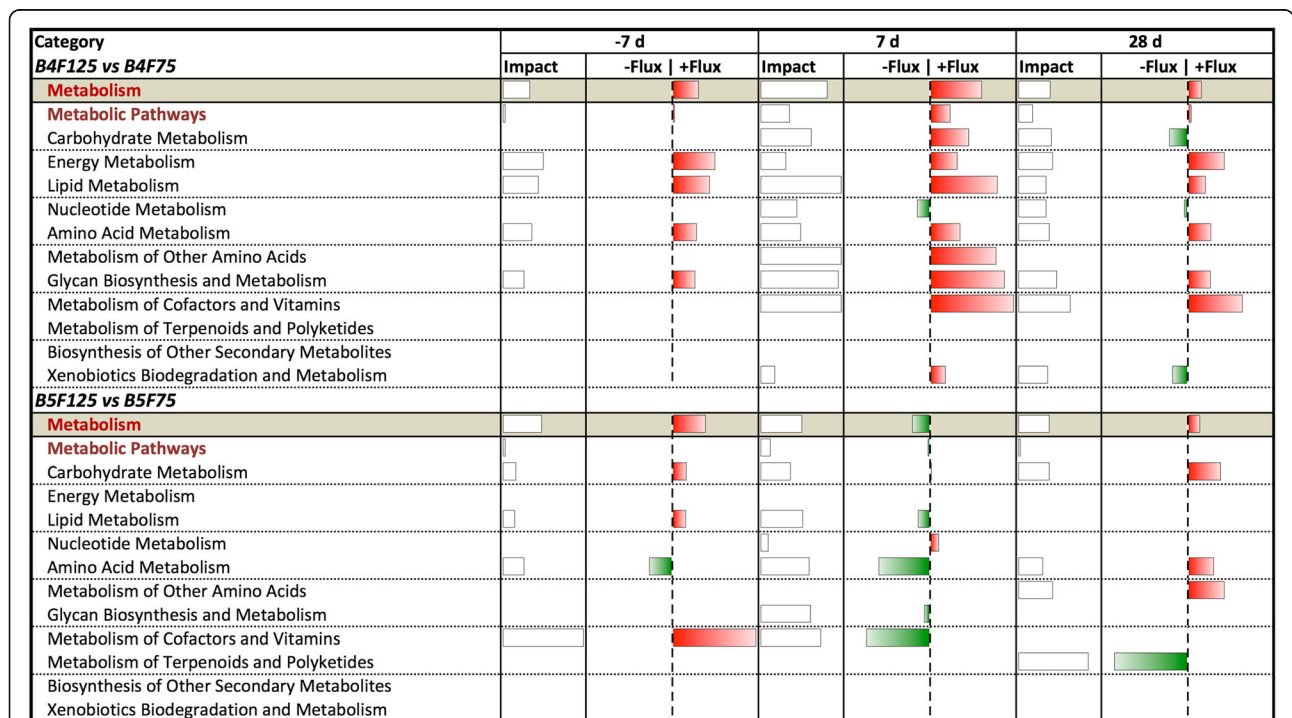 Category -7 d 7 d 28 d
B4F125 vs B4F75 Impact -Flux | +Flux Impact -Flux | +Flux Impact -Flux | +Flux
Metabolism
Metabolic Pathways
Carbohydrate Metabolism
Energy Metabolism
Lipid Metabolism
Nucleotide Metabolism
Amino Acid Metabolism
Metabolism of Other Amino Acids
Glycan Biosynthesis and Metabolism
Metabolism of Cofactors and Vitamins
Metabolism of Terpenoids and Polyketides
Biosynthesis of Other Secondary Metabolites
Xenobiotics Biodegradation and Metabolism
B5F125 vs B5F75
Metabolism
Metabolic Pathways
Carbohydrate Metabolism
Energy Metabolism
Lipid Metabolism
Nucleotide Metabolism
Amino Acid Metabolism
Metabolism of Other Amino Acids
Glycan Biosynthesis and Metabolism
Metabolism of Cofactors and Vitamins
Metabolism of Terpenoids and Polyketides
Biosynthesis of Other Secondary Metabolites
Xenobiotics Biodegradation and Metabolism